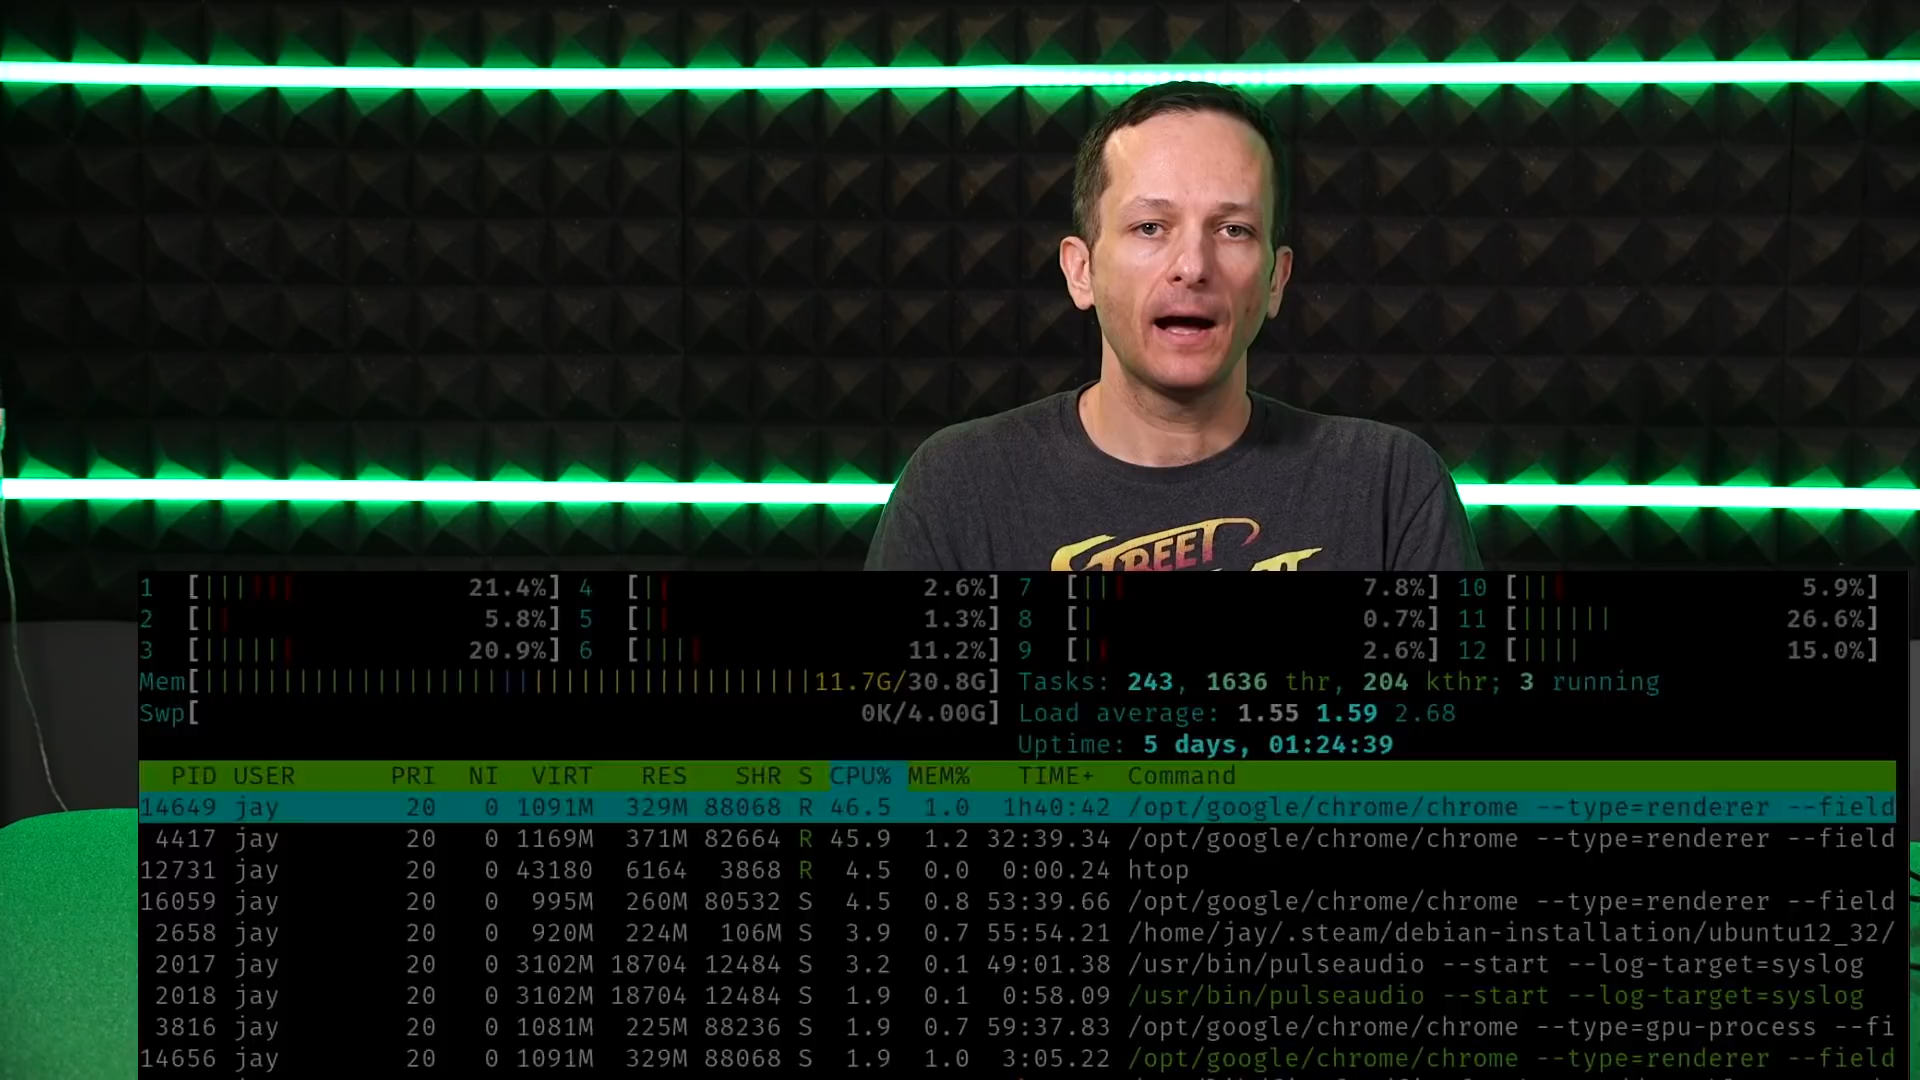 STREET
1 [|||||| 21.4%] 4 [||| 2.6%] 7 [||| 7.8%] 10 [||| 5.9%]
2 [|| 5.8%] 5 [|| 1.3%] 8 [| 0.7%] 11 [|||||| 26.6%]
3 [|||||| 20.9%] 6 [|||| 11.2%] 9 [|| 2.6%] 12 [|||| 15.0%]
Mem[||||||||||||||||||||||||||||||||||||||| 11.7G/30.8G] Tasks: 243, 1636 thr, 204 kthr; 3 running
Swp[ 0K/4.00G] Load average: 1.55 1.59 2.68
Uptime: 5 days, 01:24:39
PID USER PRI NI VIRT RES SHR S CPU% MEM% TIME+ Command
14649 jay 20 0 1091M 329M 88068 R 46.5 1.0 1h40:42 /opt/google/chrome/chrome --type=renderer --field
4417 jay 20 0 1169M 371M 82664 R 45.9 1.2 32:39.34 /opt/google/chrome/chrome --type=renderer --field
12731 jay 20 0 43180 6164 3868 R 4.5 0.0 0:00.24 htop
16059 jay 20 0 995M 260M 80532 S 4.5 0.8 53:39.66 /opt/google/chrome/chrome --type=renderer --field
2658 jay 20 0 920M 224M 106M S 3.9 0.7 55:54.21 /home/jay/.steam/debian-installation/ubuntu12_32/
2017 jay 20 0 3102M 18704 12484 S 3.2 0.1 49:01.38 /usr/bin/pulseaudio --start --log-target=syslog
2018 jay 20 0 3102M 18704 12484 S 1.9 0.1 0:58.09 /usr/bin/pulseaudio --start --log-target=syslog
3816 jay 20 0 1081M 225M 88236 S 1.9 0.7 59:37.83 /opt/google/chrome/chrome --type=gpu-process --fi
14656 jay 20 0 1091M 329M 88068 S 1.9 1.0 3:05.22 /opt/google/chrome/chrome --type=renderer --field